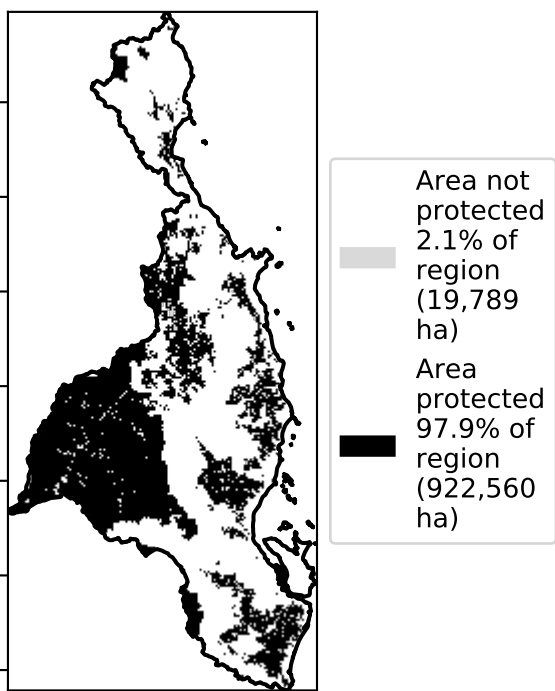 Area not
protected
2.1% of
region
(19,789
ha)
Area
protected
97.9% of
region
(922,560
ha)